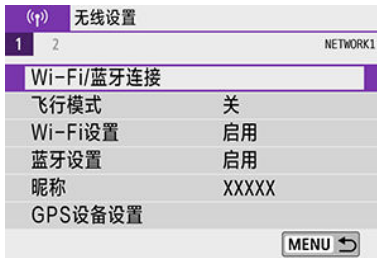 无线设置
1 2 NETWORK1
Wi-Fi/蓝牙连接
飞行模式 关
Wi-Fi设置 启用
蓝牙设置 启用
昵称 XXXXX
GPS设备设置
MENU